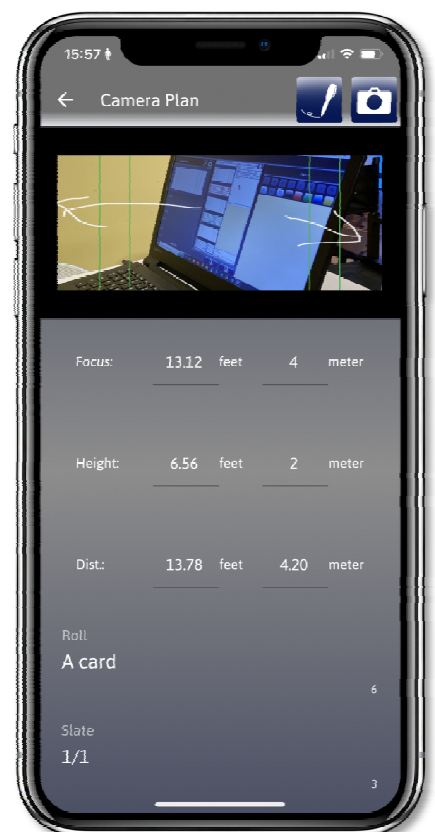 15:57
Camera Plan
Focus: 13.12 feet 4 meter
Height: 6.56 feet 2 meter
Dist.: 13.78 feet 4.20 meter
Roll
A card
6
Slate
1/1
3